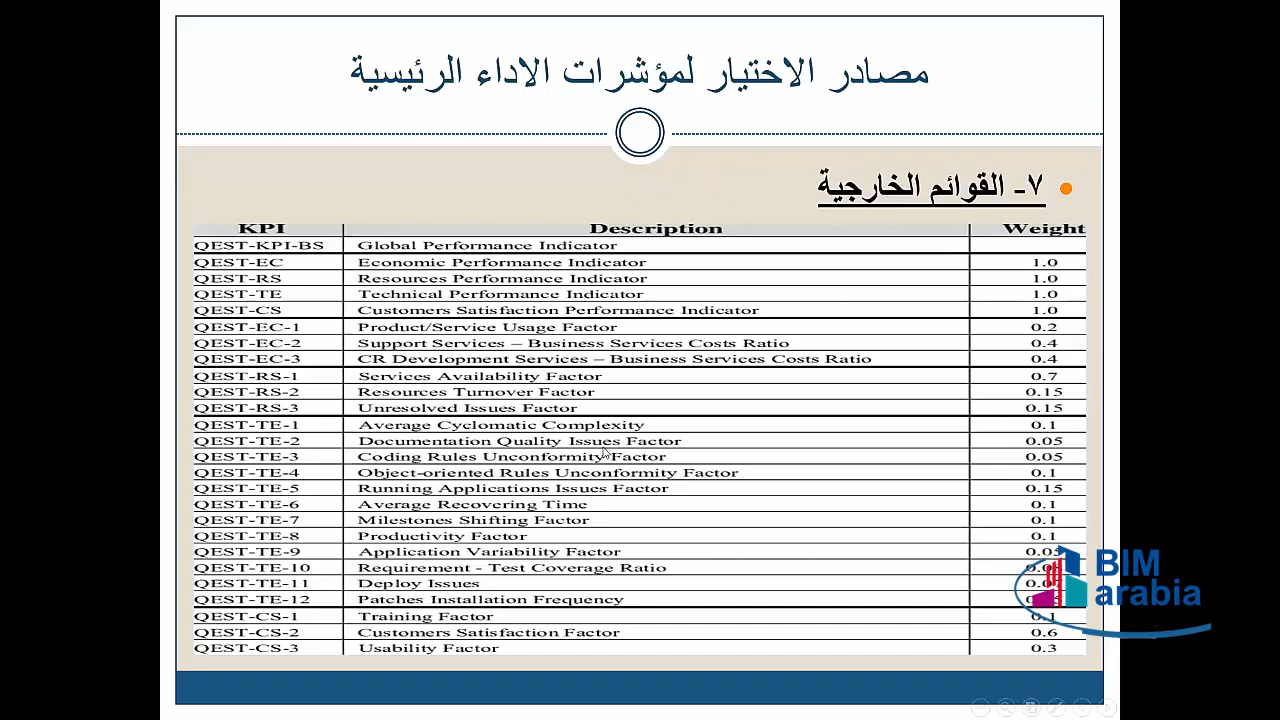 مصادر الاختيار لمؤشرات الاداء الرئيسية
• ٧- القوائم الخارجية
KPI Description Weight
QEST-KPI-BS Global Performance Indicator
QEST-EC Economic Performance Indicator 1.0
QEST-RS Resources Performance Indicator 1.0
QEST-TE Technical Performance Indicator 1.0
QEST-CS Customers Satisfaction Performance Indicator 1.0
QEST-EC-1 Product/Service Usage Factor 0.2
QEST-EC-2 Support Services – Business Services Costs Ratio 0.4
QEST-EC-3 CR Development Services – Business Services Costs Ratio 0.4
QEST-RS-1 Services Availability Factor 0.7
QEST-RS-2 Resources Turnover Factor 0.15
QEST-RS-3 Unresolved Issues Factor 0.15
QEST-TE-1 Average Cyclomatic Complexity 0.1
QEST-TE-2 Documentation Quality Issues Factor 0.05
QEST-TE-3 Coding Rules Unconformity Factor 0.05
QEST-TE-4 Object-oriented Rules Unconformity Factor 0.1
QEST-TE-5 Running Applications Issues Factor 0.15
QEST-TE-6 Average Recovering Time 0.1
QEST-TE-7 Milestones Shifting Factor 0.1
QEST-TE-8 Productivity Factor 0.1
QEST-TE-9 Application Variability Factor
QEST-TE-10 Requirement - Test Coverage Ratio
QEST-TE-11 Deploy Issues
QEST-TE-12 Patches Installation Frequency
QEST-CS-1 Training Factor 0.1
QEST-CS-2 Customers Satisfaction Factor 0.6
QEST-CS-3 Usability Factor 0.3
BIM
arabia